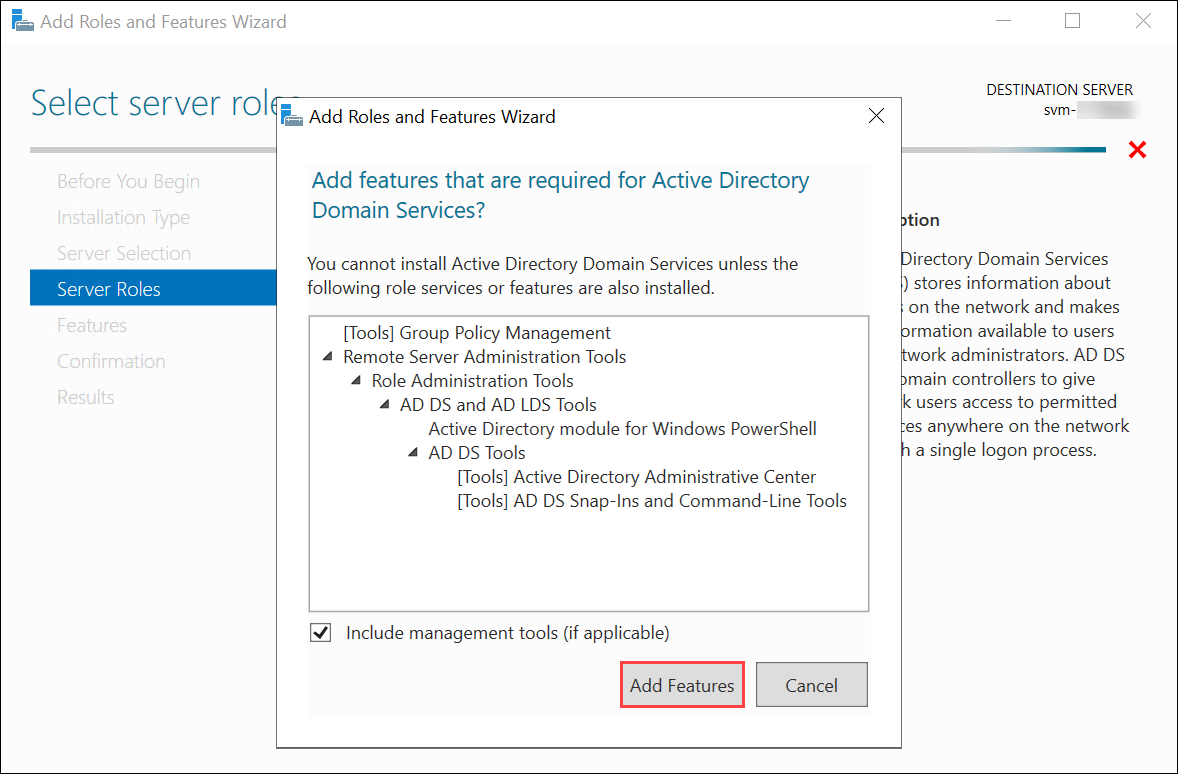 Add Roles and Features Wizard
Select server
DESTINATION SERVER
svm-
Before You Begin
Installation Type
Server Selection
Server Roles
Features
Confirmation
Results
Add Roles and Features Wizard
Add features that are required for Active Directory
Domain Services?
You cannot install Active Directory Domain Services unless the
following role services or features are also installed.
[Tools] Group Policy Management
Remote Server Administration Tools
Role Administration Tools
AD DS and AD LDS Tools
Active Directory module for Windows PowerShell
AD DS Tools
[Tools] Active Directory Administrative Center
[Tools] AD DS Snap-Ins and Command-Line Tools
Include management tools (if applicable)
Add Features
Cancel
Directory Domain Services
stores information about
on the network and makes
available to users
administrators. AD DS
controllers to give
users access to permitted
anywhere on the network
a single logon process.